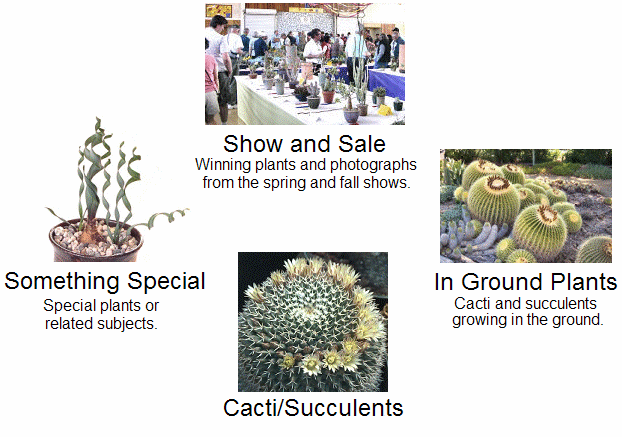 Show and Sale
Winning plants and photographs
from the spring and fall shows.
Something Special
Special plants or
related subjects.
In Ground Plants
Cacti and succulents
growing in the ground.
Cacti/Succulents